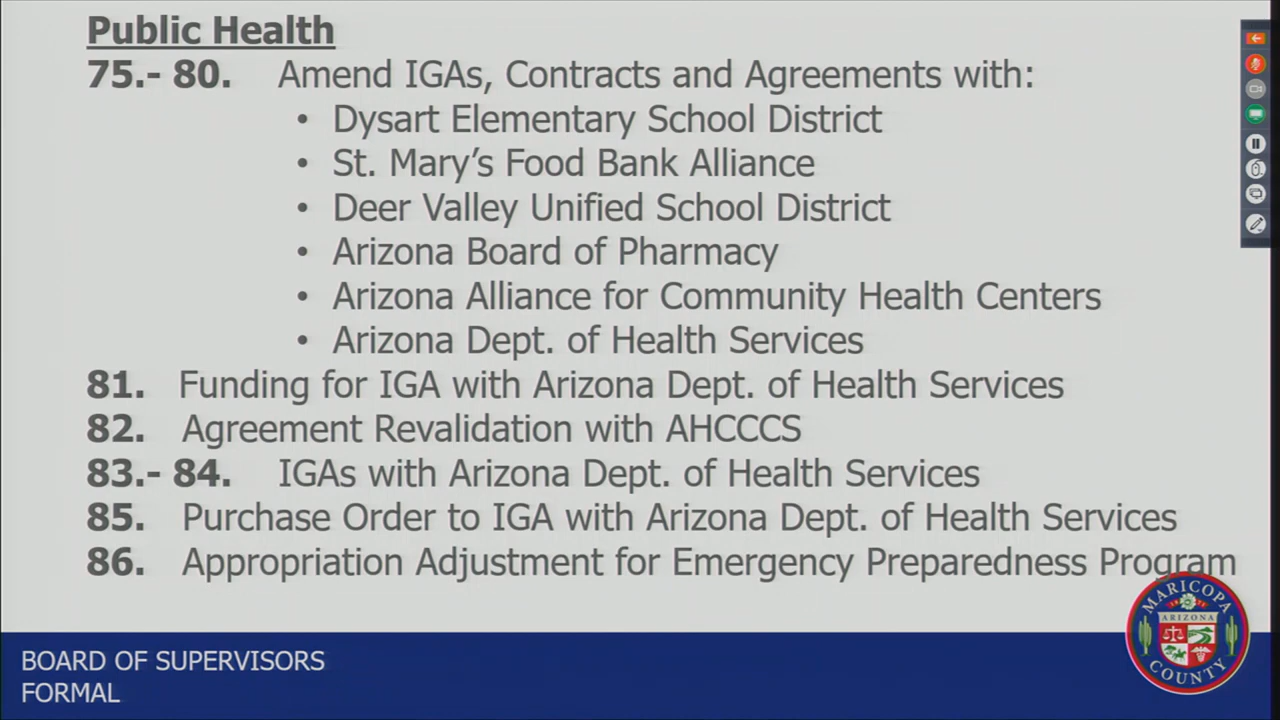 Public Health
75.- 80. Amend IGAs, Contracts and Agreements with:
• Dysart Elementary School District
• St. Mary's Food Bank Alliance
• Deer Valley Unified School District
• Arizona Board of Pharmacy
• Arizona Alliance for Community Health Centers
• Arizona Dept. of Health Services
81. Funding for IGA with Arizona Dept. of Health Services
82. Agreement Revalidation with AHCCCS
83.- 84. IGAs with Arizona Dept. of Health Services
85. Purchase Order to IGA with Arizona Dept. of Health Services
86. Appropriation Adjustment for Emergency Preparedness Program
MARICOPA
ARIZONA
COUNTY
BOARD OF SUPERVISORS
FORMAL